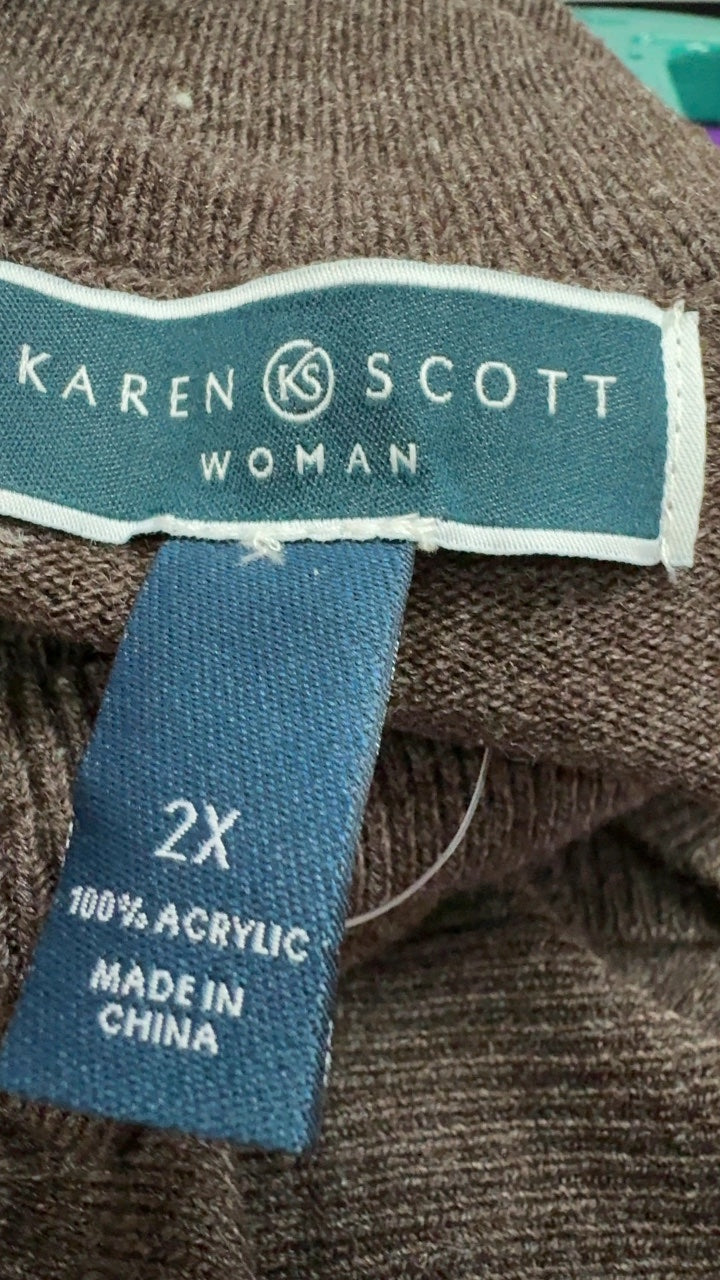 KAREN KS SCOTT
WOMAN
2X
100% ACRYLIC
MADE IN
CHINA